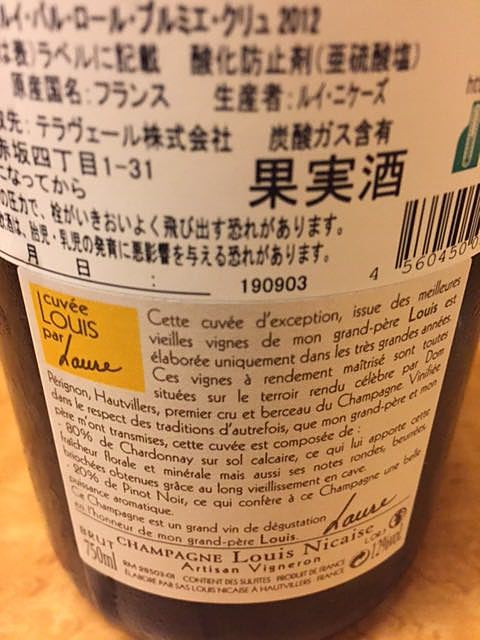 ルイ・パル・ロール・プルミエ・クリュ 2012
は表)ラベルに記載 酸化防止剤(亜硫酸塩)
原産国名:フランス 生産者:ルイ・ニケーズ
先:テラヴェール株式会社 炭酸ガス含有
赤坂四丁目1-31
になってから 果実酒
の圧力で、栓がいきおいよく飛び出す恐れがあります。
飲酒は、胎児・乳児の発育に悪影響を与える恐れがあります。
月 日 : 190903
4 560450
cuvée
LOUIS
par
Laure
Cette cuvée d'exception, issue des meilleures
vieilles vignes de mon grand-père Louis est
élaborée uniquement dans les très grandes années.
Ces vignes à rendement maîtrisé sont toutes
situées sur le terroir rendu célèbre par Dom
Pérignon, Hautvillers, premier cru et berceau du Champagne. Vinifiée
dans le respect des traditions d'autrefois, que mon grand-père et mon
père m'ont transmises, cette cuvée est composée de :
- 80% de Chardonnay sur sol calcaire, ce qui lui apporte cette
fraîcheur florale et minérale mais aussi ses notes rondes, beurrées,
briochées obtenues grâce au long vieillissement en cave.
- 20% de Pinot Noir, ce qui confère à ce Champagne une belle
puissance aromatique.
Ce Champagne est un grand vin de dégustation
en l'honneur de mon grand-père Louis. Laure
BRUT CHAMPAGNE Louis Nicaise
750ml Artisan Vigneron 12%vol.
RM 28503-01 CONTIENT DES SULFITES PRODUIT DE FRANCE
ÉLABORÉ PAR SAS LOUIS NICAISE À HAUTVILLERS FRANCE